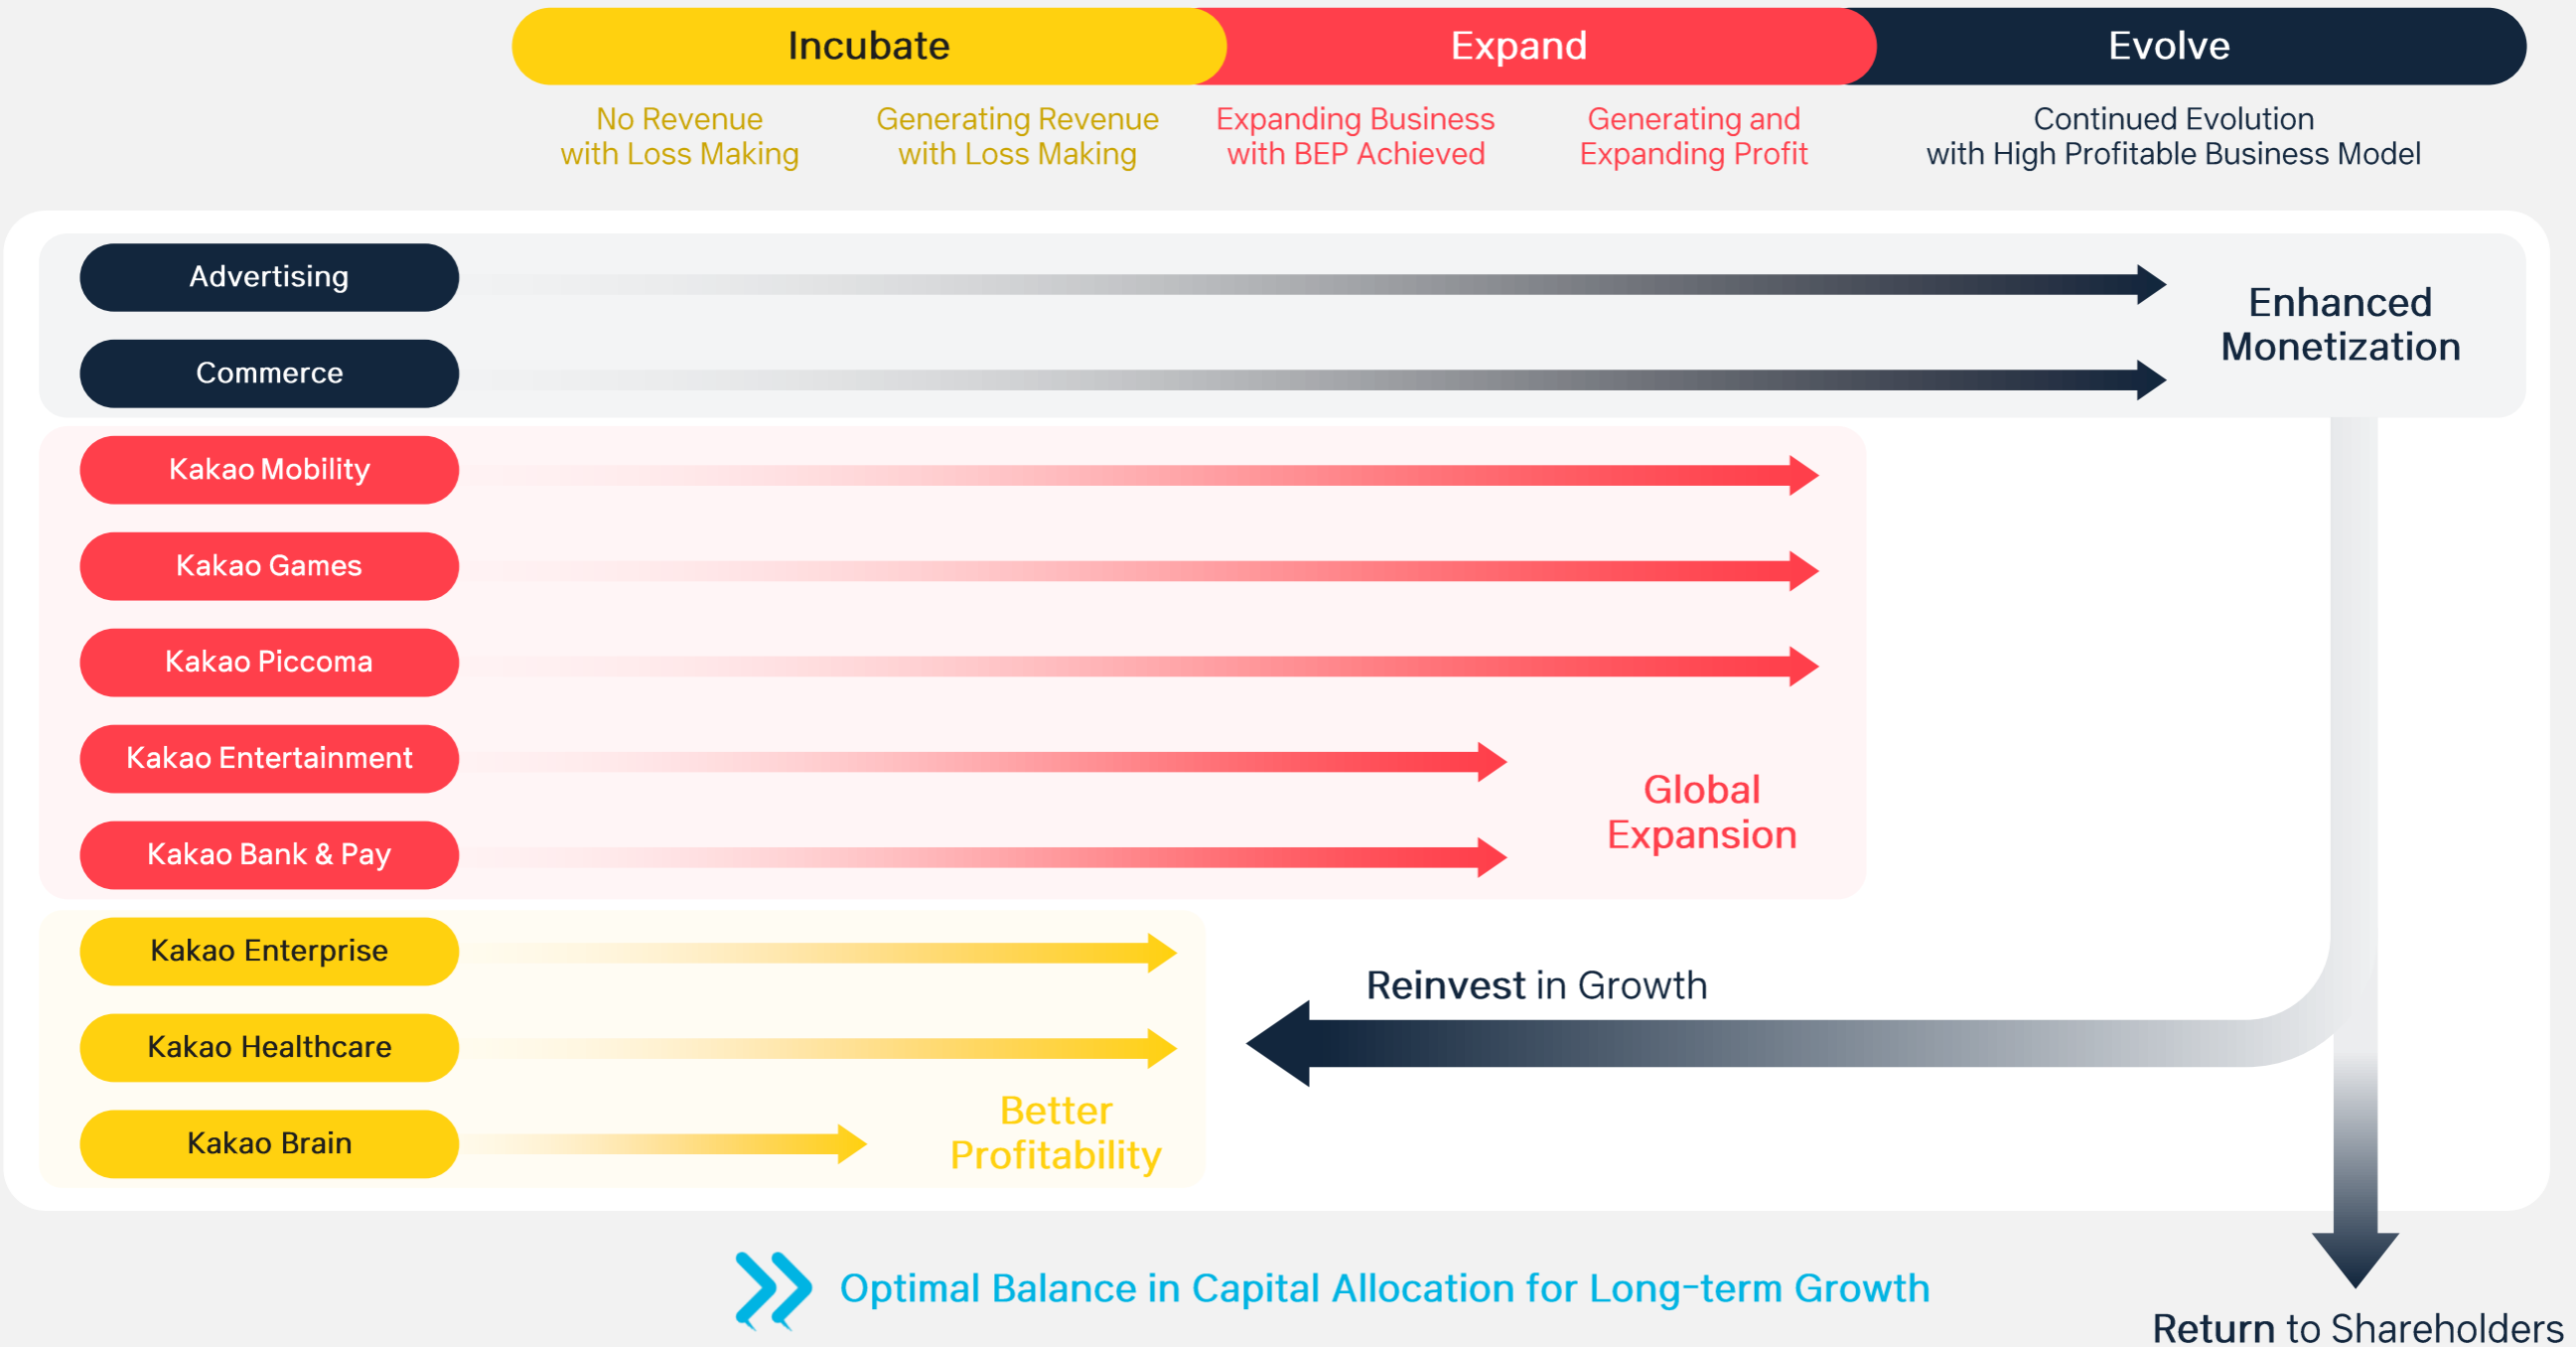 Incubate
Expand
Evolve
No Revenue
with Loss Making
Generating Revenue
with Loss Making
Expanding Business
with BEP Achieved
Generating and
Expanding Profit
Continued Evolution
with High Profitable Business Model
Advertising
Commerce
Enhanced
Monetization
Kakao Mobility
Kakao Games
Kakao Piccoma
Kakao Entertainment
Kakao Bank & Pay
Global
Expansion
Kakao Enterprise
Kakao Healthcare
Kakao Brain
Better
Profitability
Reinvest in Growth
Optimal Balance in Capital Allocation for Long-term Growth
Return to Shareholders